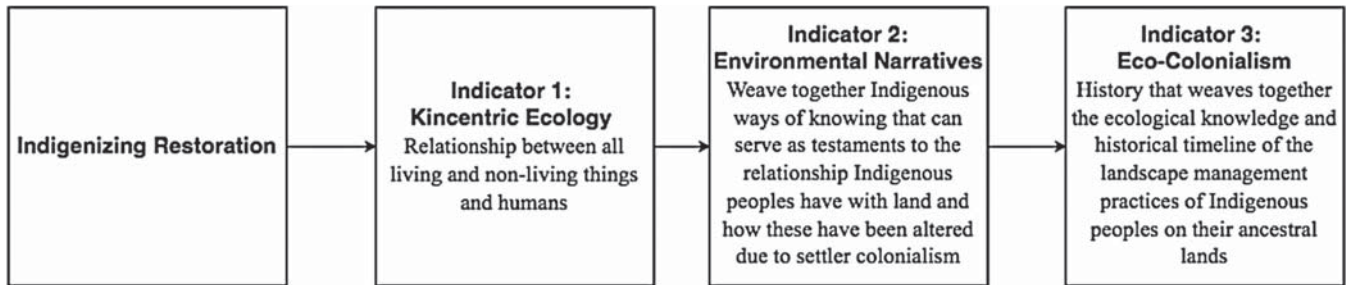 Indigenizing Restoration
Indicator 1:
Kincentric Ecology
Relationship between all
living and non-living things
and humans
Indicator 2:
Environmental Narratives
Weave together Indigenous
ways of knowing that can
serve as testaments to the
relationship Indigenous
peoples have with land and
how these have been altered
due to settler colonialism
Indicator 3:
Eco-Colonialism
History that weaves together
the ecological knowledge and
historical timeline of the
landscape management
practices of Indigenous
peoples on their ancestral
lands